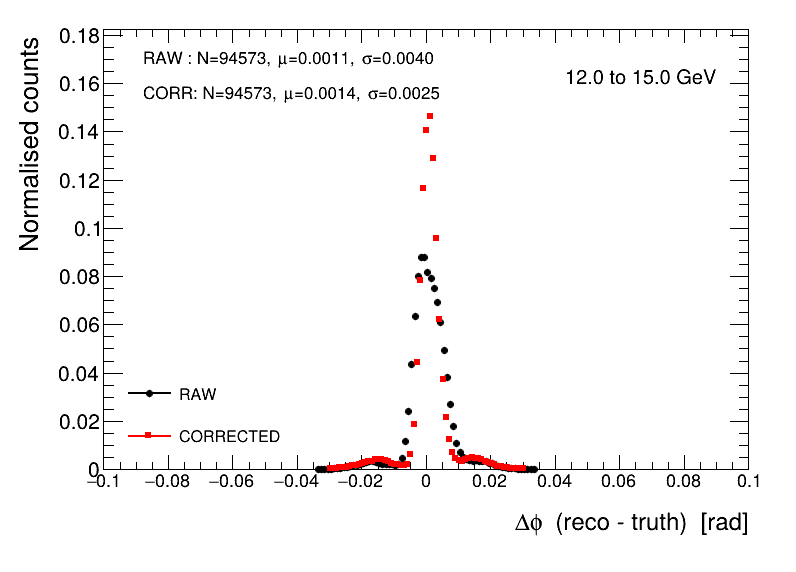 0.18
0.16
0.14
0.12
0.1
0.08
0.06
0.04
0.02
0
Normalised counts
RAW : N=94573, μ=0.0011, σ=0.0040
CORR: N=94573, μ=0.0014, σ=0.0025
12.0 to 15.0 GeV
RAW
CORRECTED
−0.1 −0.08 −0.06 −0.04 −0.02 0 0.02 0.04 0.06 0.08 0.1
Δϕ (reco - truth) [rad]